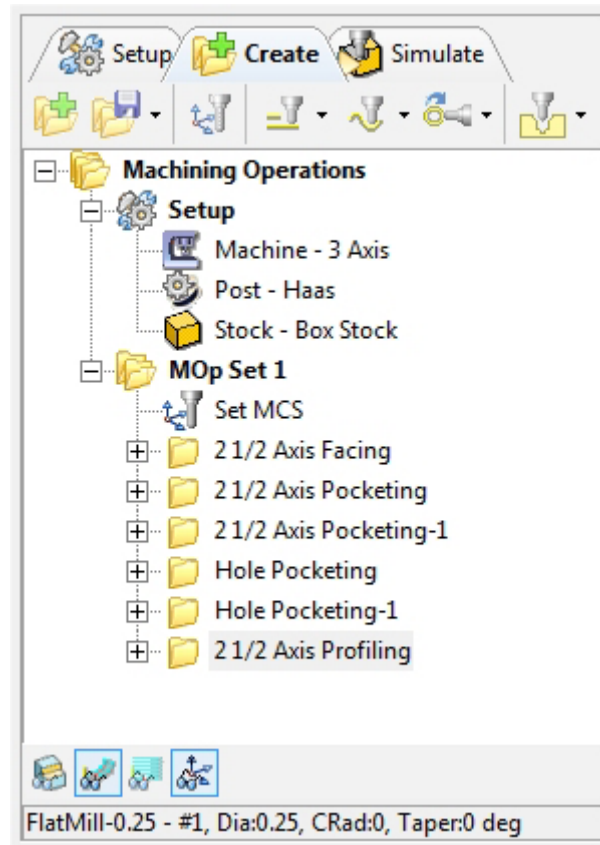 Setup Create Simulate
Machining Operations
Setup
Machine - 3 Axis
Post - Haas
Stock - Box Stock
MOp Set 1
Set MCS
2 1/2 Axis Facing
2 1/2 Axis Pocketing
2 1/2 Axis Pocketing-1
Hole Pocketing
Hole Pocketing-1
2 1/2 Axis Profiling
FlatMill-0.25 - #1, Dia:0.25, CRad:0, Taper:0 deg